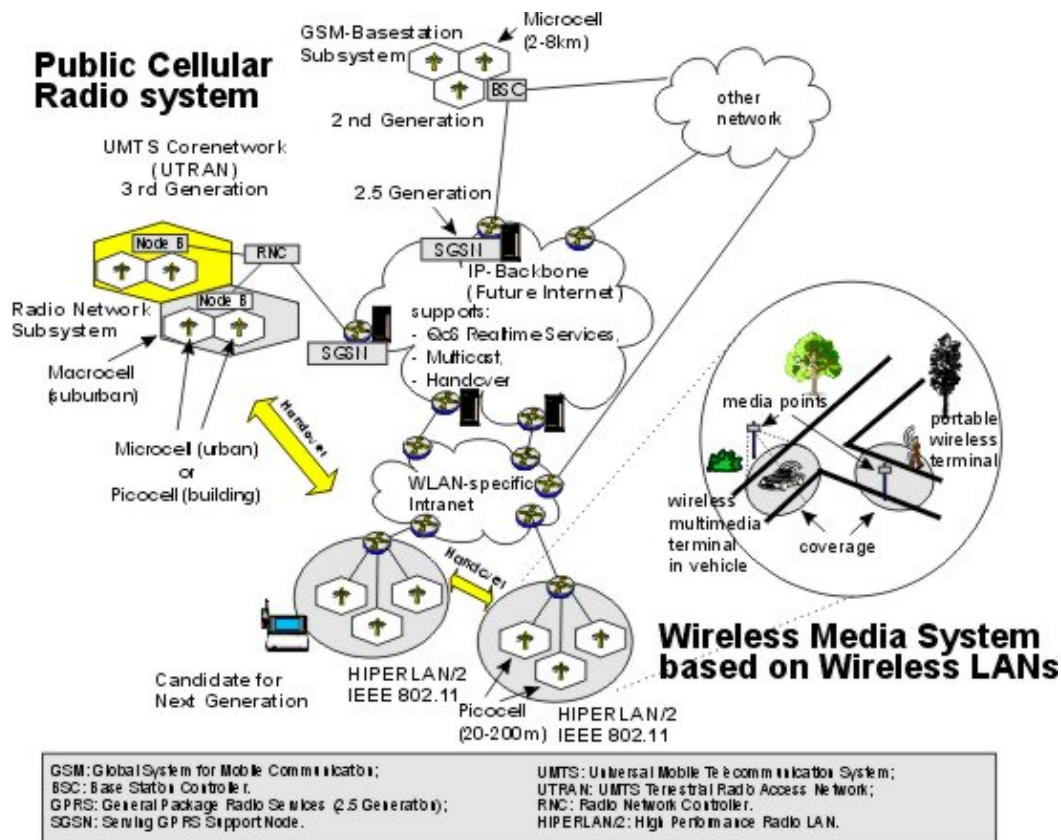 Public Cellular
Radio system
GSM-Basestation
Subsystem
Microcell
(2-8km)
BSC
2 nd Generation
other
network
UMTS Corenetwork
(UTRAN)
3 rd Generation
2.5 Generation
Node B
RNC
Node B
SGSN
IP-Backbone
(Future Internet)
supports:
- QoS Realtime Services,
- Multicast,
- Handover
Radio Network
Subsystem
SGSN
Macrocell
(suburban)
Handover
Microcell (urban)
or
Picocell (building)
WLAN-specific
Intranet
media points
portable
wireless
terminal
wireless
multimedia
terminal
in vehicle
coverage
Handover
Candidate for
Next Generation
HIPERLAN/2
IEEE 802.11
Picocell
(20-200m)
HIPERLAN/2
IEEE 802.11
Wireless Media System
based on Wireless LANs
GSM: Global System for Mobile Communication;
BSC: Base Station Controller.
GPRS: General Package Radio Services (2.5 Generation);
SGSN: Serving GPRS Support Node.
UMTS: Universal Mobile Telecommunication System;
UTRAN: UMTS Terrestrial Radio Access Network;
RNC: Radio Network Controller.
HIPERLAN/2: High Performance Radio LAN.